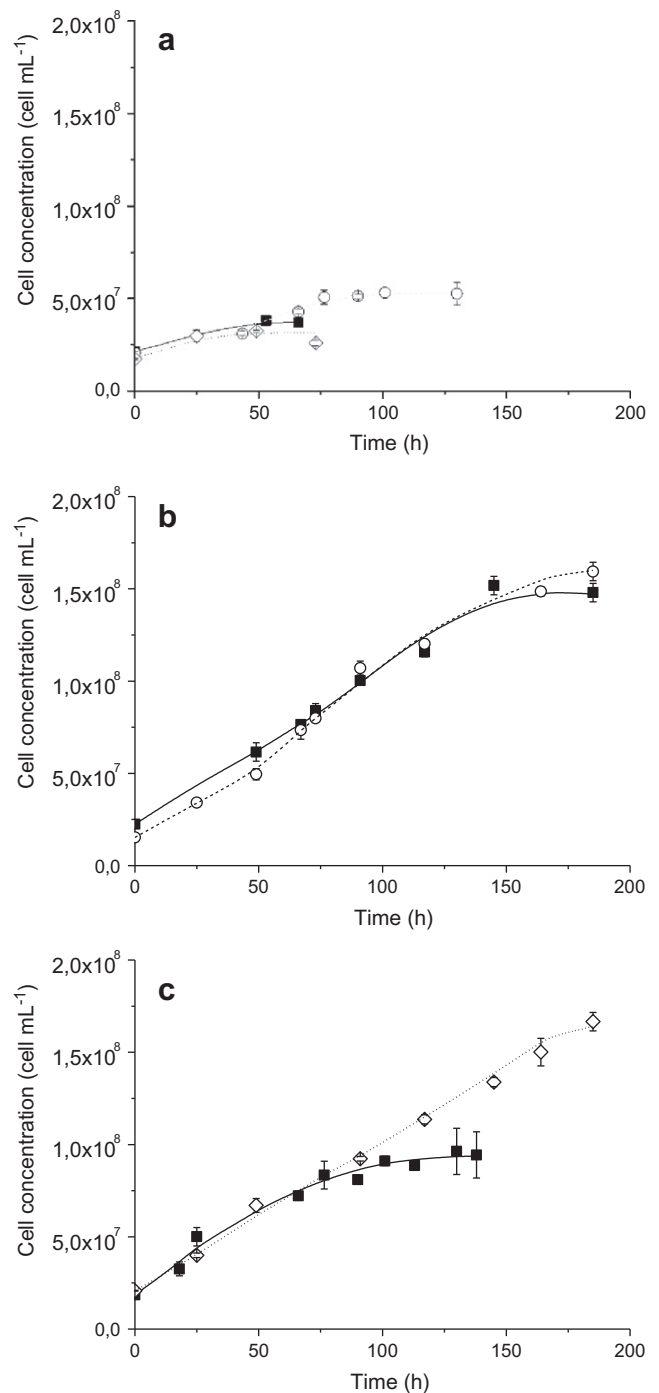 a
Cell concentration (cell mL⁻¹)
2,0x10⁸
1,5x10⁸
1,0x10⁸
5,0x10⁷
0,0
0 50 100 150 200
Time (h)
b
Cell concentration (cell mL⁻¹)
2,0x10⁸
1,5x10⁸
1,0x10⁸
5,0x10⁷
0,0
0 50 100 150 200
Time (h)
c
Cell concentration (cell mL⁻¹)
2,0x10⁸
1,5x10⁸
1,0x10⁸
5,0x10⁷
0,0
0 50 100 150 200
Time (h)